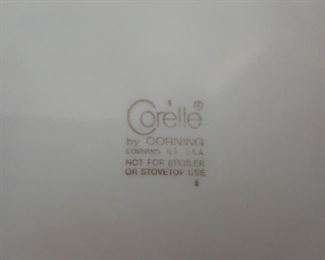 Corelle®
by CORNING
CORNING, N.Y. U.S.A.
NOT FOR BROILER
OR STOVETOP USE